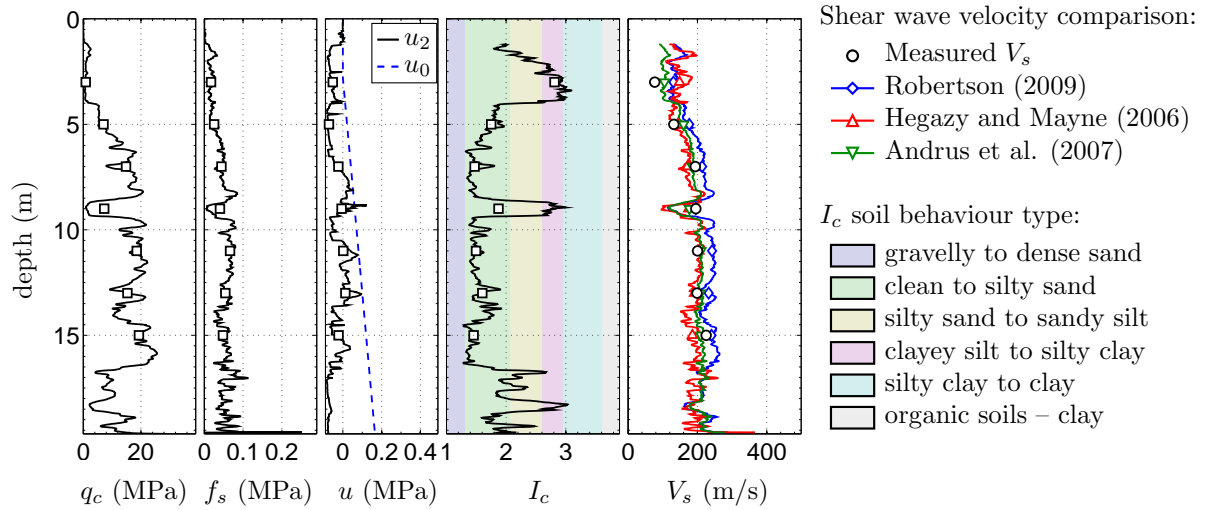 0
5
10
15
depth (m)
0 20
q_c (MPa)
0 0.1 0.2
f_s (MPa)
u_2
u_0
0 0.2 0.4
u (MPa)
1 2 3
I_c
0 200 400
V_s (m/s)
Shear wave velocity comparison:
Measured V_s
Robertson (2009)
Hegazy and Mayne (2006)
Andrus et al. (2007)
I_c soil behaviour type:
gravelly to dense sand
clean to silty sand
silty sand to sandy silt
clayey silt to silty clay
silty clay to clay
organic soils – clay